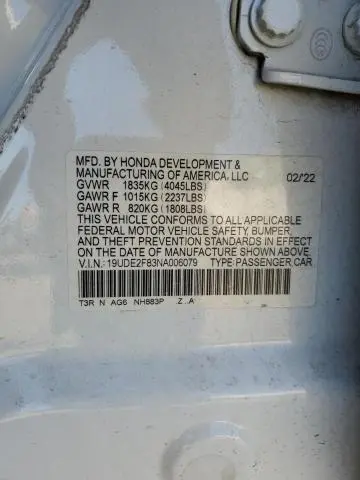 MFD. BY HONDA DEVELOPMENT &
MANUFACTURING OF AMERICA, LLC 02/22
GVWR 1835KG (4045LBS)
GAWR F 1015KG (2237LBS)
GAWR R 820KG (1808LBS)
THIS VEHICLE CONFORMS TO ALL APPLICABLE
FEDERAL MOTOR VEHICLE SAFETY, BUMPER,
AND THEFT PREVENTION STANDARDS IN EFFECT
ON THE DATE OF MANUFACTURE SHOWN ABOVE.
V.I.N.: 19UDE2F83NA006079 TYPE: PASSENGER CAR
T3R N AG6 NH883P Z..A